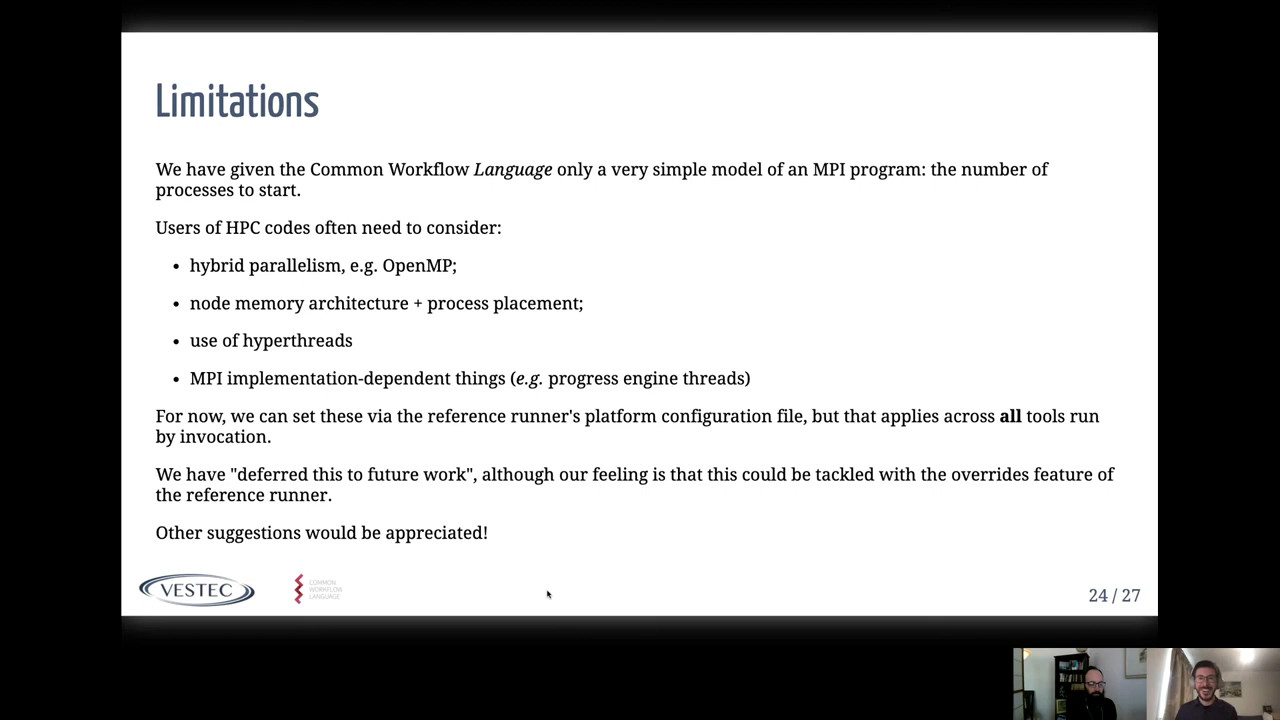 Limitations
We have given the Common Workflow Language only a very simple model of an MPI program: the number of
processes to start.
Users of HPC codes often need to consider:
• hybrid parallelism, e.g. OpenMP;
• node memory architecture + process placement;
• use of hyperthreads
• MPI implementation-dependent things (e.g. progress engine threads)
For now, we can set these via the reference runner's platform configuration file, but that applies across all tools run
by invocation.
We have "deferred this to future work", although our feeling is that this could be tackled with the overrides feature of
the reference runner.
Other suggestions would be appreciated!
VESTEC
COMMON
WORKFLOW
LANGUAGE
24 / 27